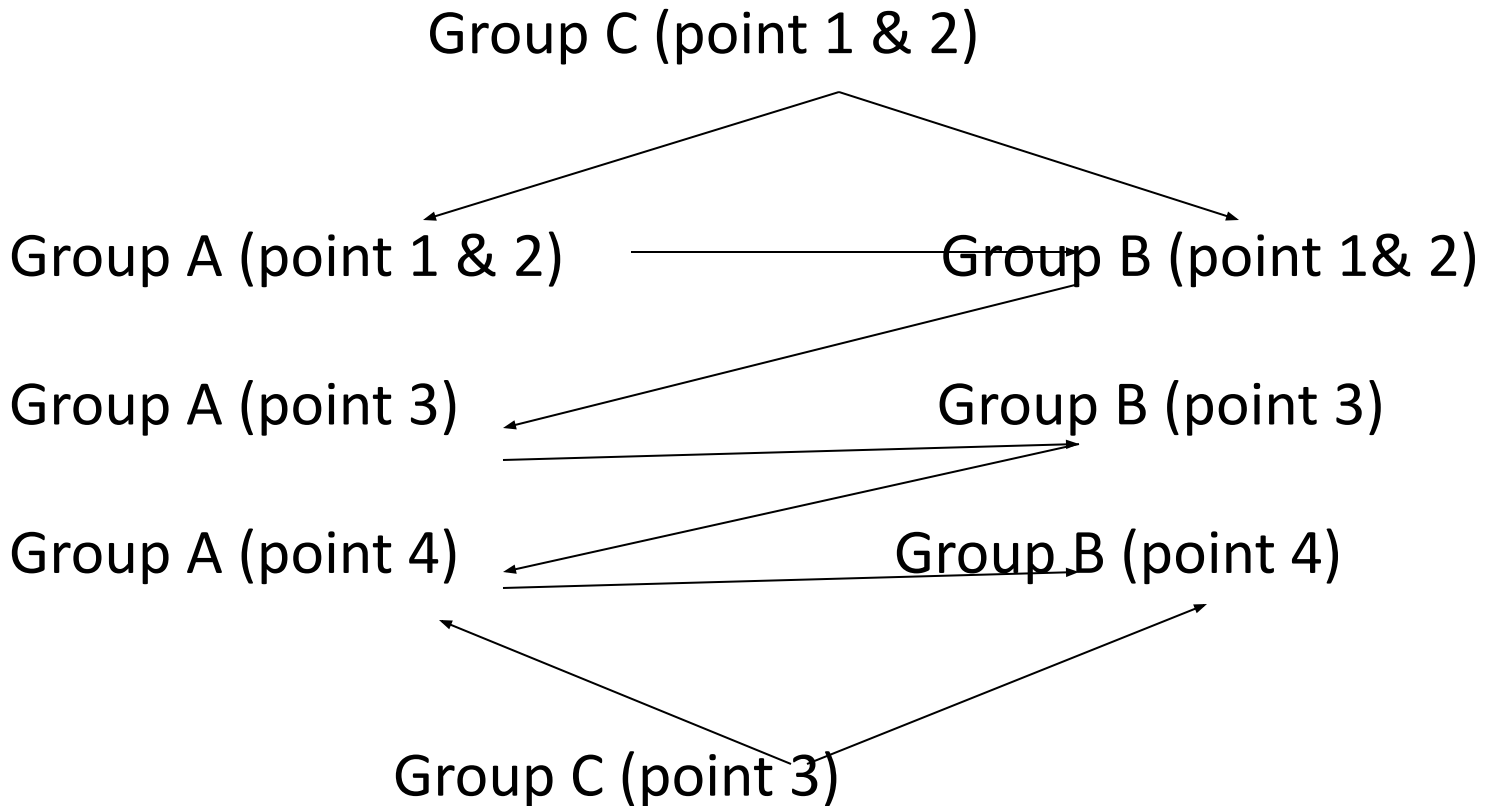 Group C (point 1 & 2)
Group A (point 1 & 2)
Group B (point 1& 2)
Group A (point 3)
Group B (point 3)
Group A (point 4)
Group B (point 4)
Group C (point 3)